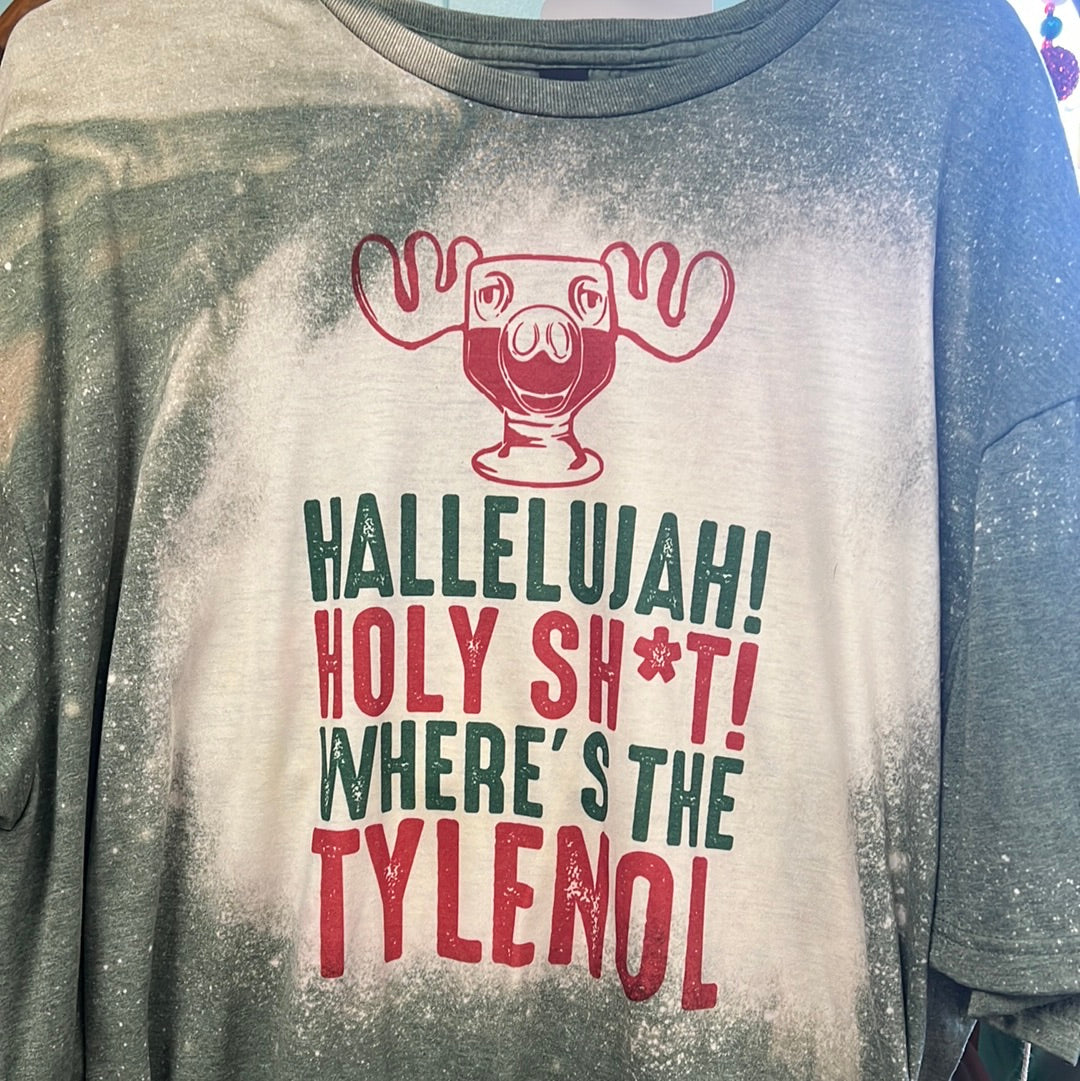 HALLELUJAH!
HOLY SH*T!
WHERE'S THE
TYLENOL